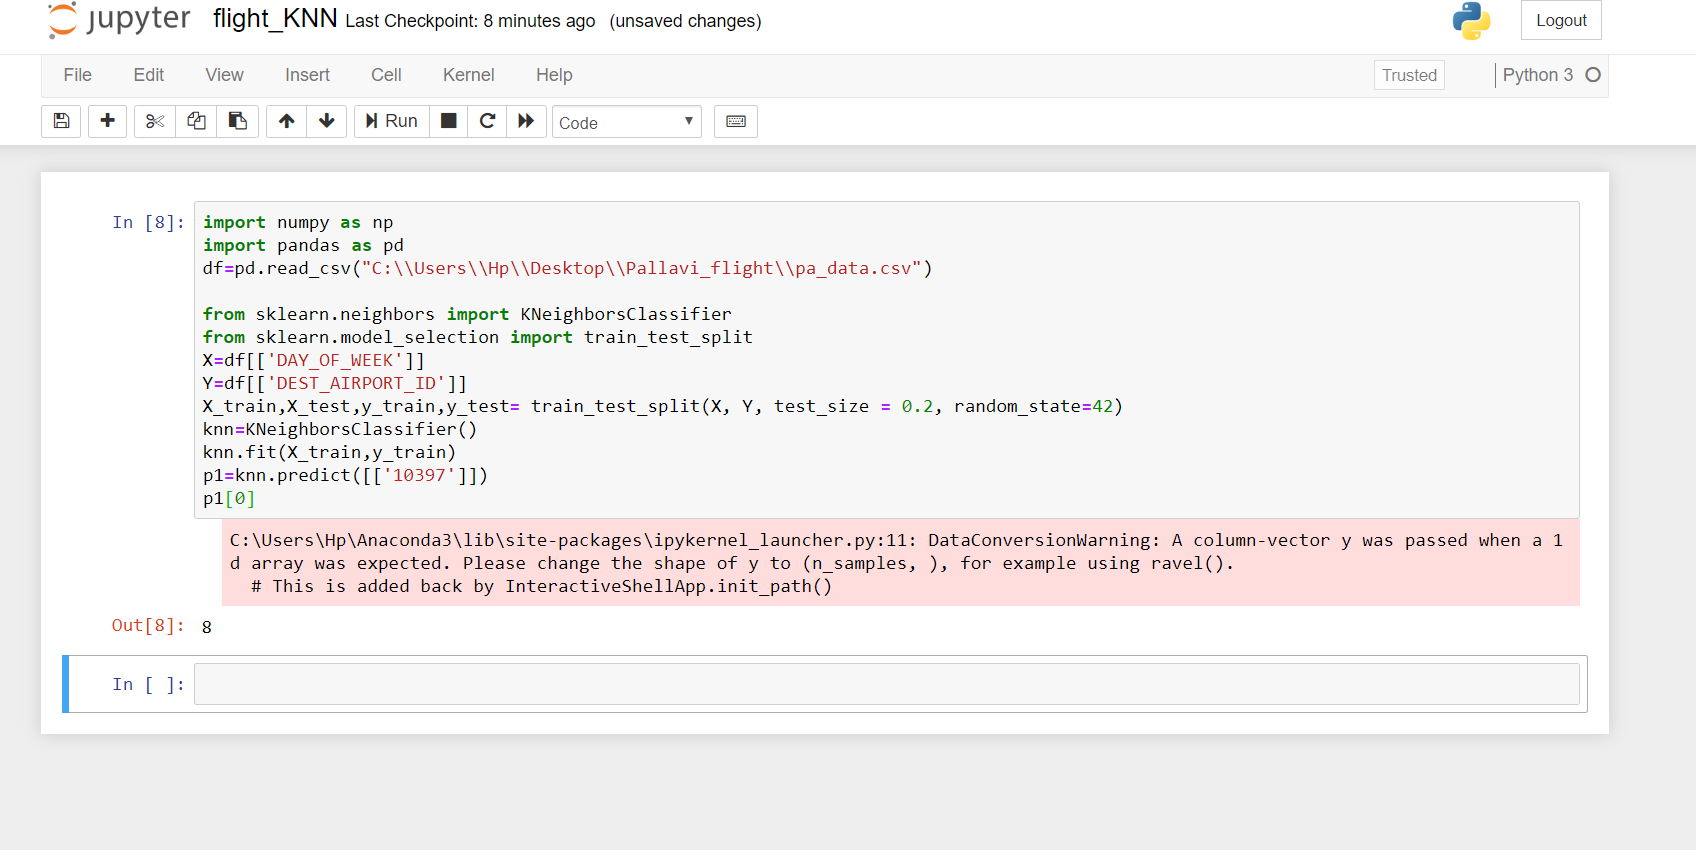 jupyter flight_KNN Last Checkpoint: 8 minutes ago (unsaved changes) Logout
File Edit View Insert Cell Kernel Help Trusted Python 3
Run Code
In [8]: import numpy as np
import pandas as pd
df=pd.read_csv("C:\\Users\\Hp\\Desktop\\Pallavi_flight\\pa_data.csv")
from sklearn.neighbors import KNeighborsClassifier
from sklearn.model_selection import train_test_split
X=df[['DAY_OF_WEEK']]
Y=df[['DEST_AIRPORT_ID']]
X_train,X_test,y_train,y_test= train_test_split(X, Y, test_size = 0.2, random_state=42)
knn=KNeighborsClassifier()
knn.fit(X_train,y_train)
p1=knn.predict([['10397']])
p1[0]
C:\Users\Hp\Anaconda3\lib\site-packages\ipykernel_launcher.py:11: DataConversionWarning: A column-vector y was passed when a 1
d array was expected. Please change the shape of y to (n_samples, ), for example using ravel().
# This is added back by InteractiveShellApp.init_path()
Out[8]: 8
In [ ]: